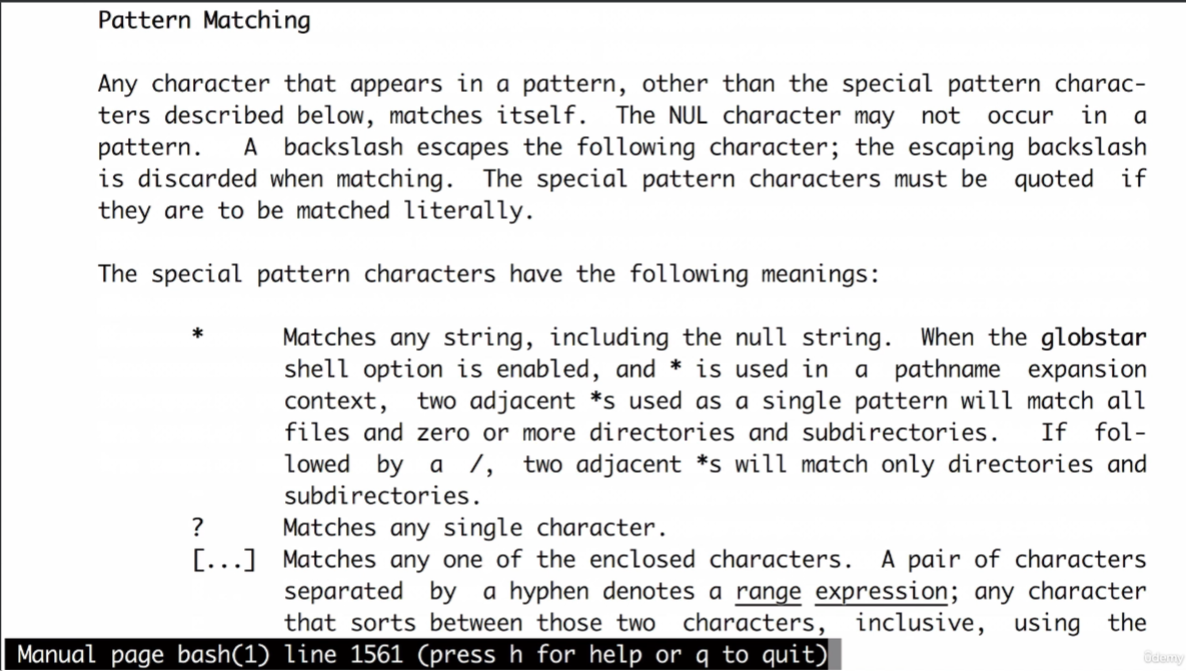 Pattern Matching
Any character that appears in a pattern, other than the special pattern charac-
ters described below, matches itself. The NUL character may not occur in a
pattern. A backslash escapes the following character; the escaping backslash
is discarded when matching. The special pattern characters must be quoted if
they are to be matched literally.
The special pattern characters have the following meanings:
* Matches any string, including the null string. When the globstar
shell option is enabled, and * is used in a pathname expansion
context, two adjacent *s used as a single pattern will match all
files and zero or more directories and subdirectories. If fol-
lowed by a /, two adjacent *s will match only directories and
subdirectories.
? Matches any single character.
[...] Matches any one of the enclosed characters. A pair of characters
separated by a hyphen denotes a range expression; any character
that sorts between those two characters, inclusive, using the
Manual page bash(1) line 1561 (press h for help or q to quit)
ûdemy